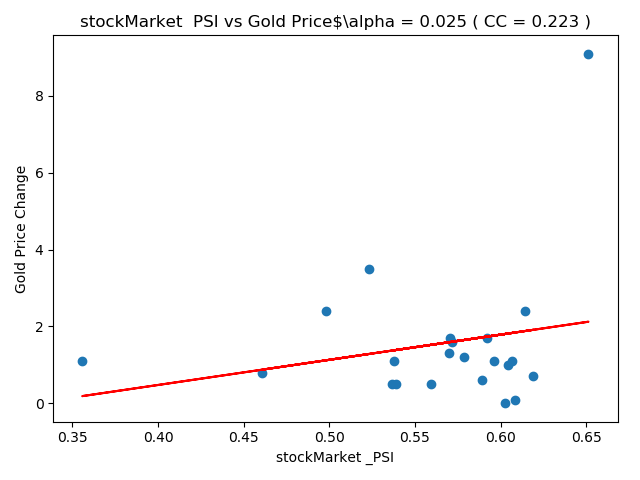 stockMarket  PSI vs Gold Price$\alpha = 0.025 ( CC = 0.223 )
8
6
4
2
0
Gold Price Change
0.35 0.40 0.45 0.50 0.55 0.60 0.65
stockMarket _PSI